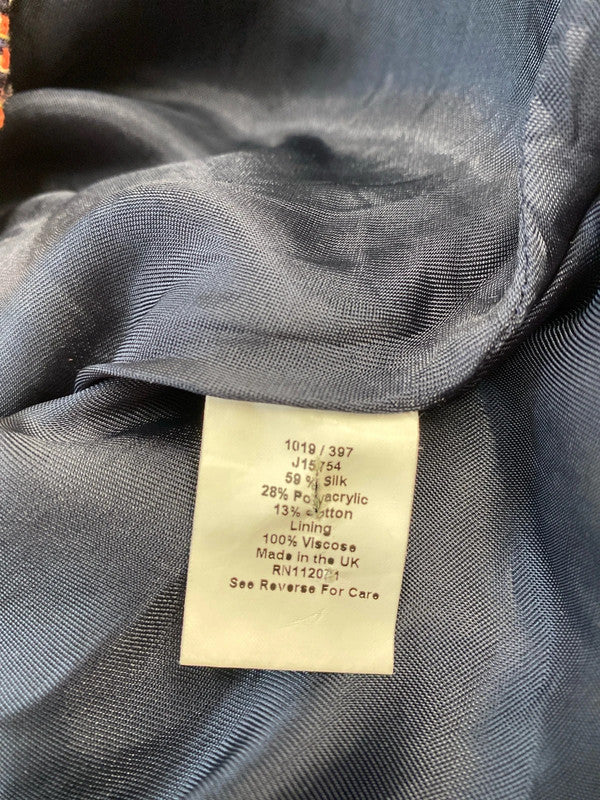 1019 / 397
J15754
59 % Silk
28% Polyacrylic
13% Cotton
Lining
100% Viscose
Made in the UK
See Reverse For Care